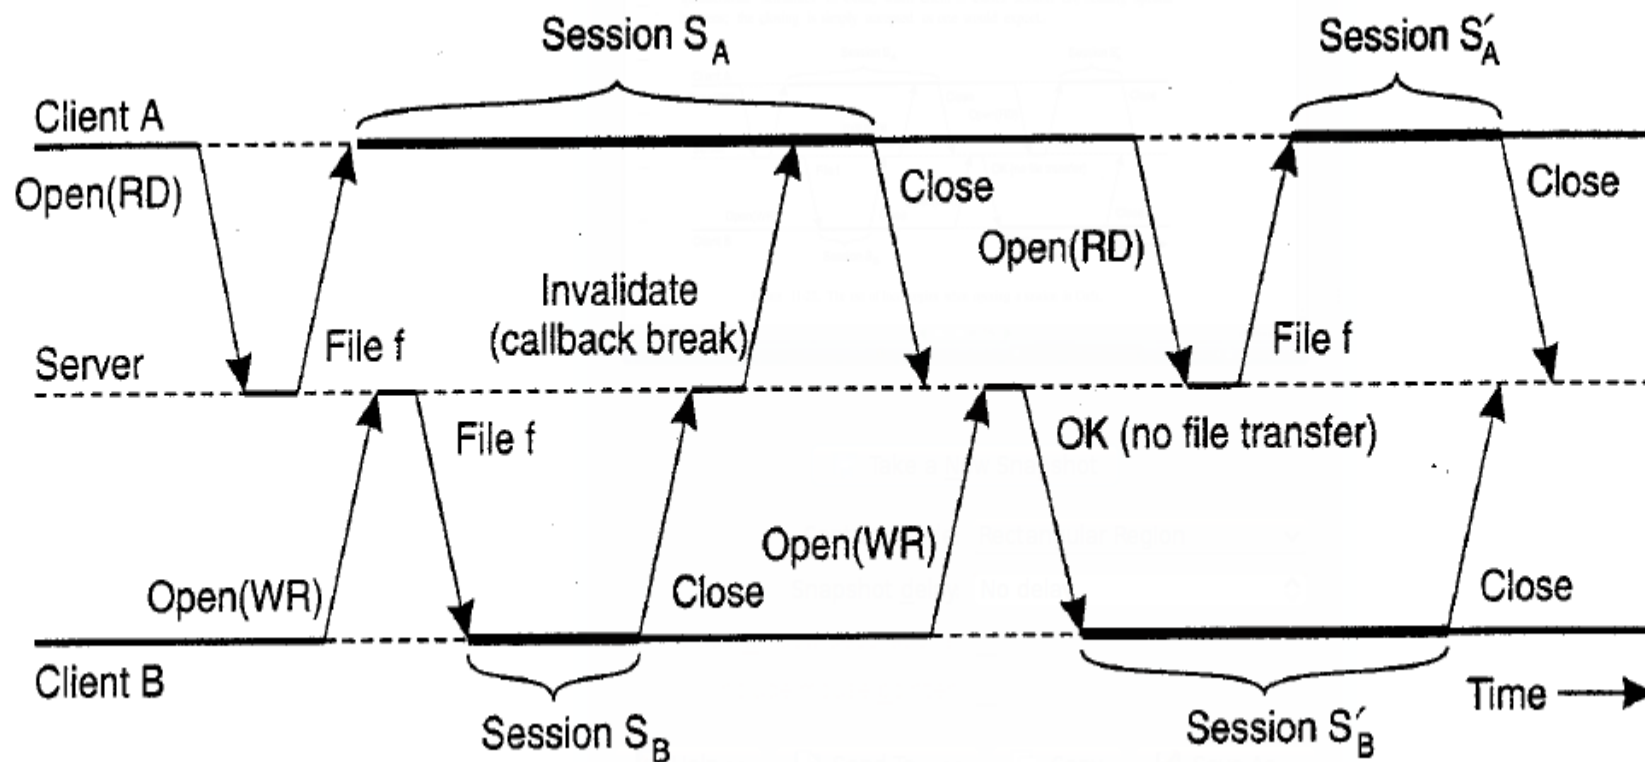 Session S_A
Session S'_A
Client A
Open(RD)
Close
Close
Open(RD)
Invalidate
(callback break)
File f
File f
Server
File f
OK (no file transfer)
Open(WR)
Open(WR)
Close
Close
Client B
Time
Session S_B
Session S'_B